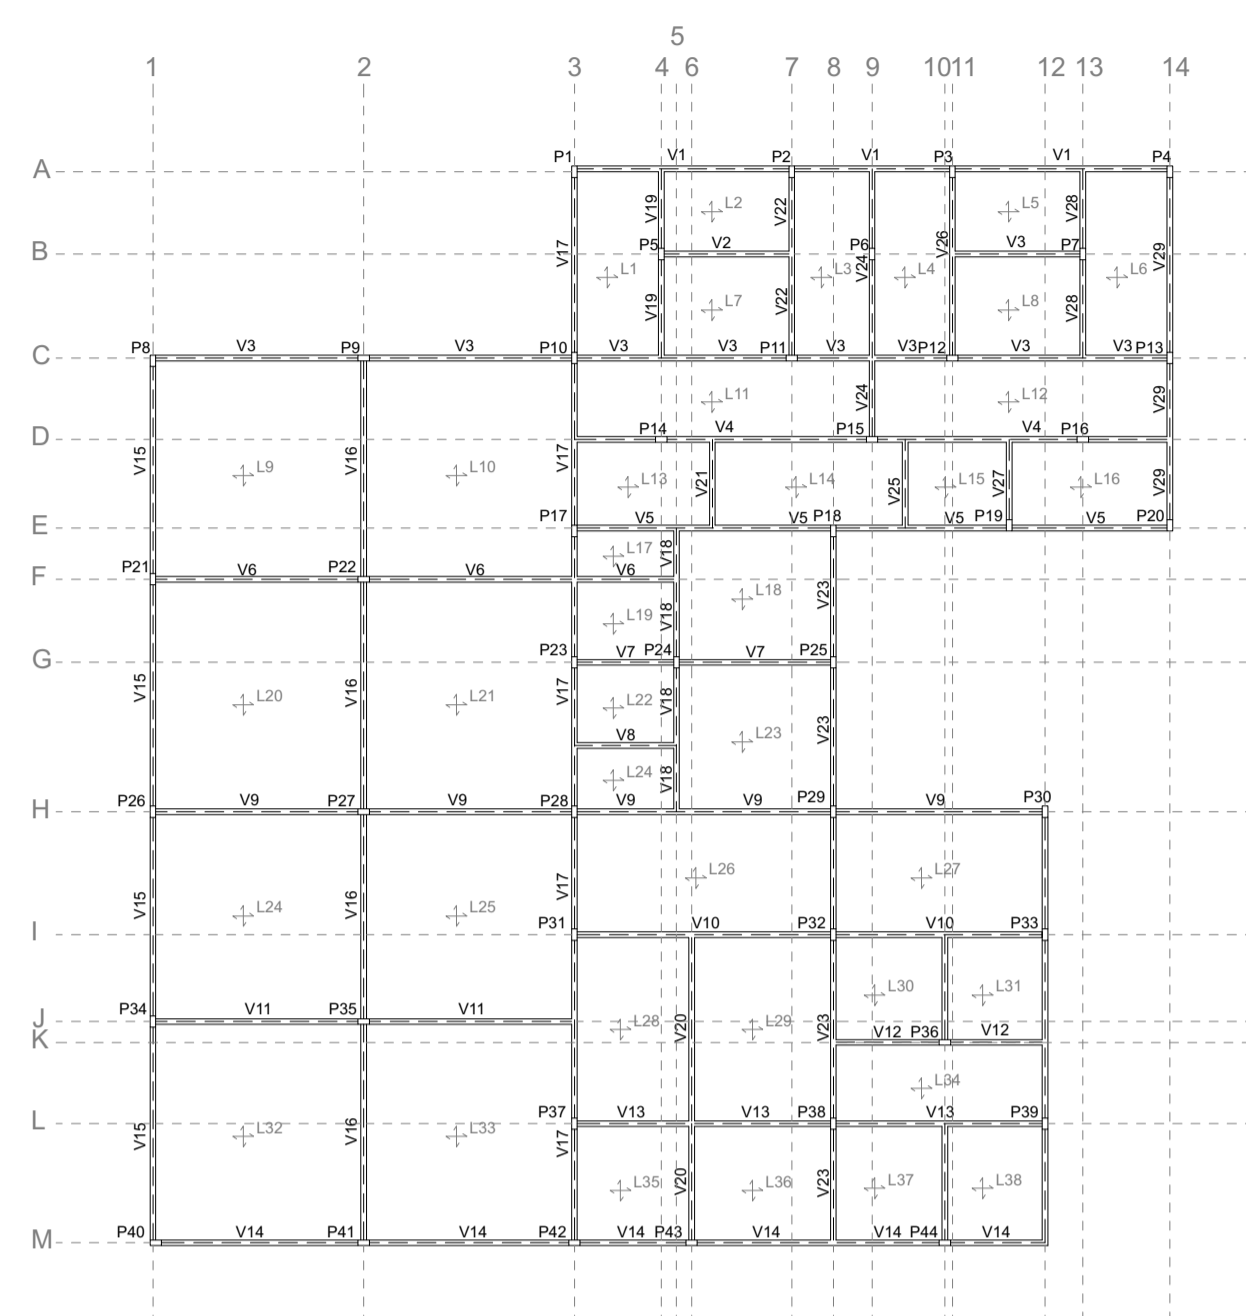 5
1 2 3 4 6 7 8 9 10 11 12 13 14
A P1 V1 P2 V1 P3 V1 P4
V19 L2 V22 L5 V28
B V17 P5 V2 P6 V26 V3 P7 V29
L1 L3 V24 L4 L6
V19 L7 V22 L8 V28
C P8 V3 P9 V3 P10 V3 V3 P11 V3 V3 P12 V3 V3 P13
L11 V24 L12 V29
D P14 V4 P15 V4 P16
V15 L9 V16 L10 V17 L13 V21 L14 V25 L15 V27 L16 V29
E P17 V5 V5 P18 V5 P19 V5 P20
L17 V18
F P21 V6 P22 V6 V6
L18 V23
L19 V18
G P23 V7 P24 V7 P25
V15 L20 V16 L21 V17 L22 V18
V8 L23 V23
L24 V18
H P26 V9 P27 V9 P28 V9 V9 P29 V9 P30
L26 L27
V15 L24 V16 L25 V17
I P31 V10 P32 V10 P33
L30 L31
J P34 V11 P35 V11
L28 V20 L29 V23
K V12 P36 V12
L34
L P37 V13 V13 P38 V13 P39
V15 L32 V16 L33 V17
L35 V20 L36 V23 L37 L38
M P40 V14 P41 V14 P42 V14 P43 V14 V14 P44 V14